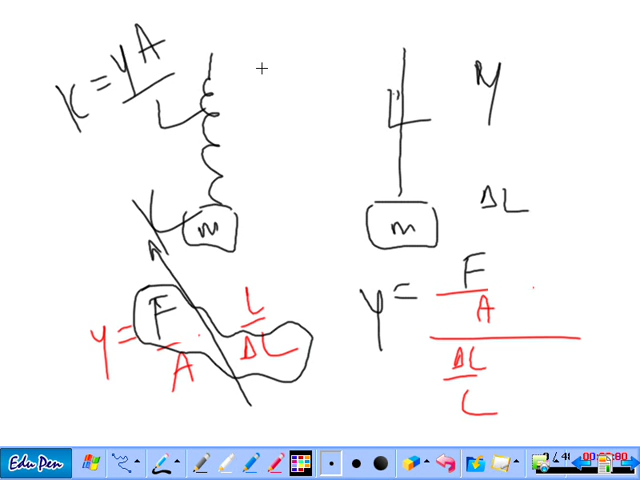 K = YA
L
Y
ΔL
m
m
Y = F/A . L/ΔL
Y = F/A / ΔL/L
Edu Pen